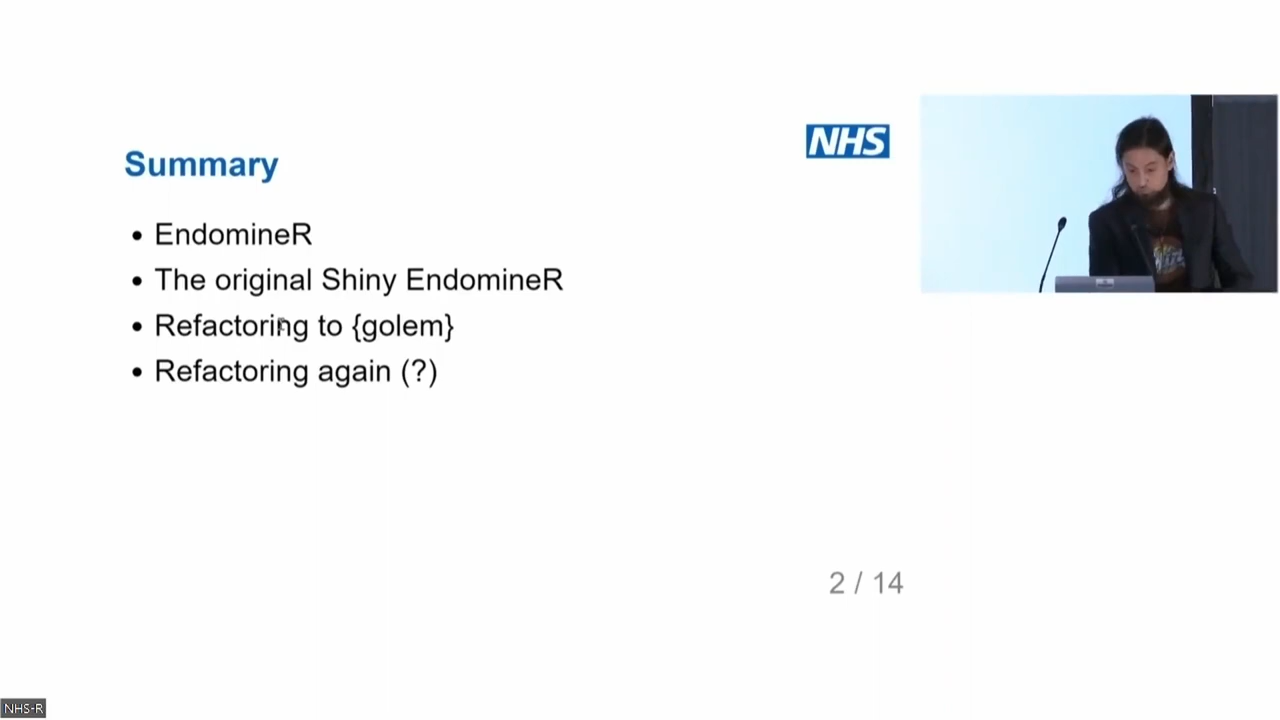 Summary
NHS
EndomineR
The original Shiny EndomineR
Refactoring to {golem}
Refactoring again (?)
2 / 14
NHS-R